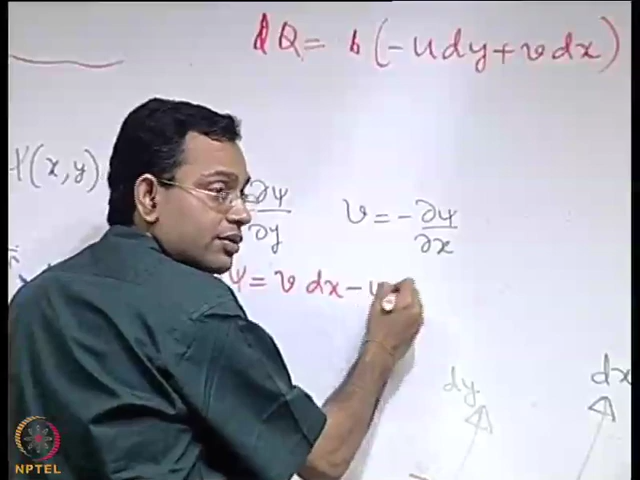 dQ = b(-udy + vdx)
(x,y)
∂ψ/∂y v = -∂ψ/∂x
ψ = v dx - u
dy
dx
NPTEL